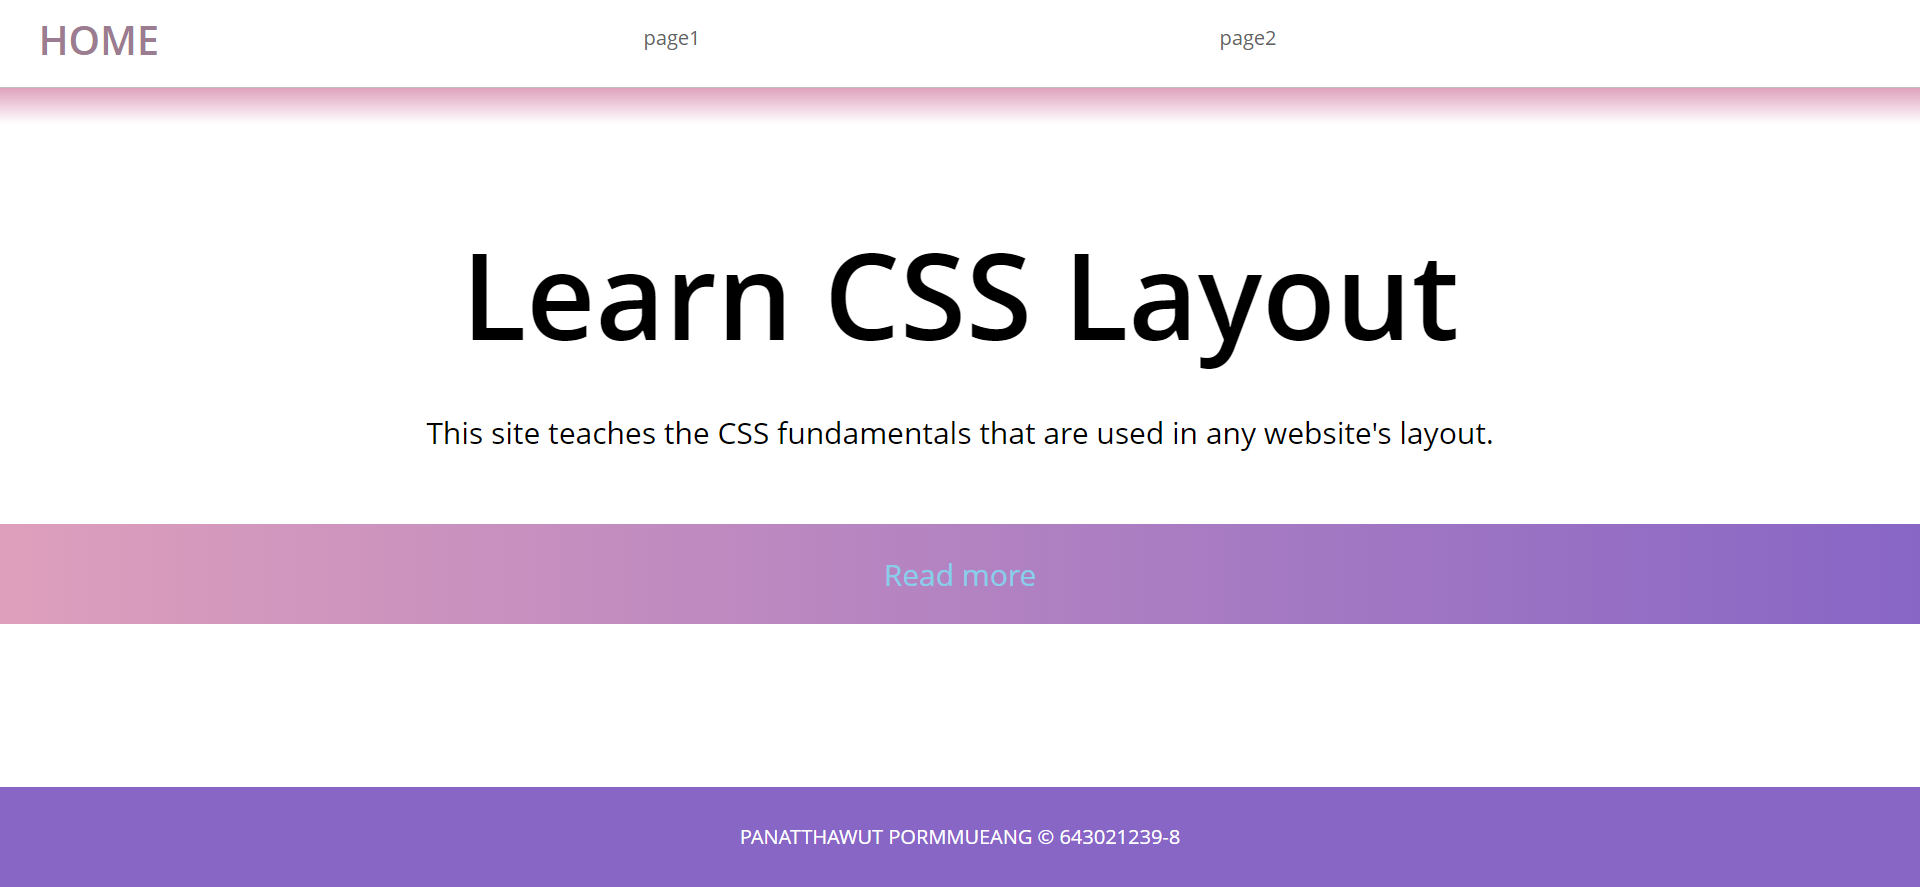 HOME page1 page2
Learn CSS Layout
This site teaches the CSS fundamentals that are used in any website's layout.
Read more
PANATTHAWUT PORMMUEANG © 643021239-8